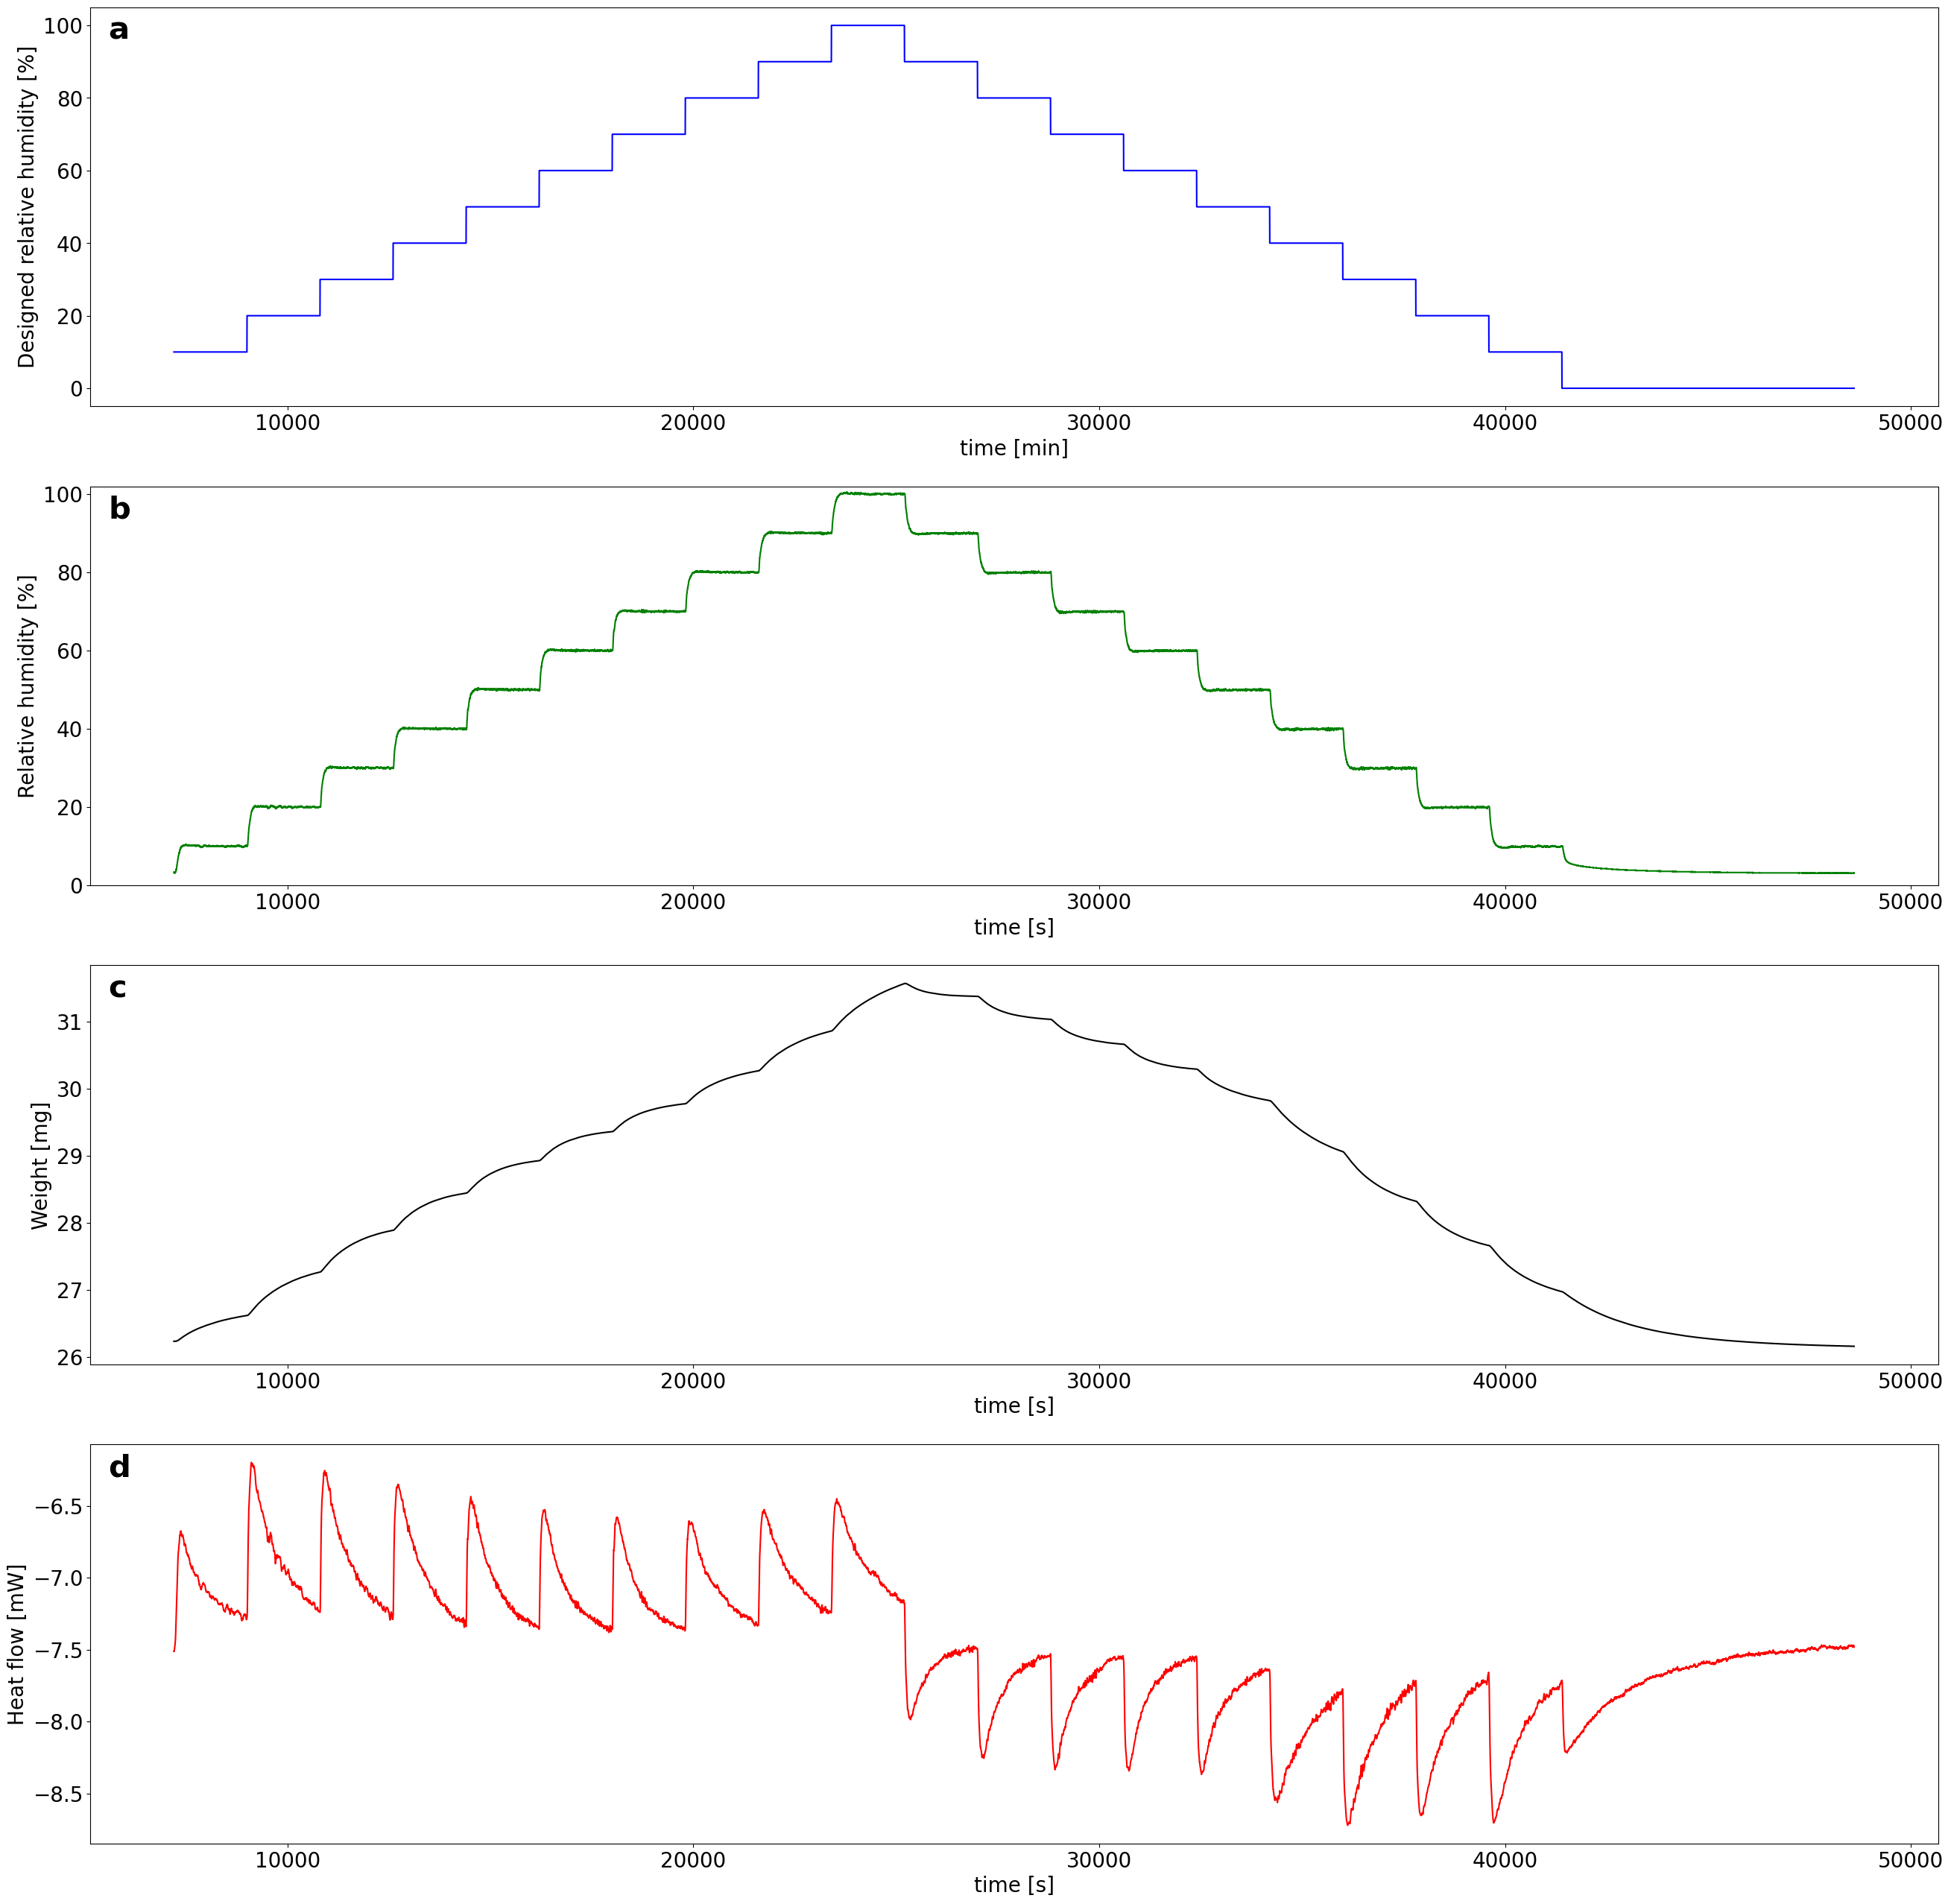 a
Designed relative humidity [%]
100
80
60
40
20
0
10000 20000 30000 40000 50000
time [min]
b
Relative humidity [%]
100
80
60
40
20
0
10000 20000 30000 40000 50000
time [s]
c
Weight [mg]
31
30
29
28
27
26
10000 20000 30000 40000 50000
time [s]
d
Heat flow [mW]
−6.5
−7.0
−7.5
−8.0
−8.5
10000 20000 30000 40000 50000
time [s]